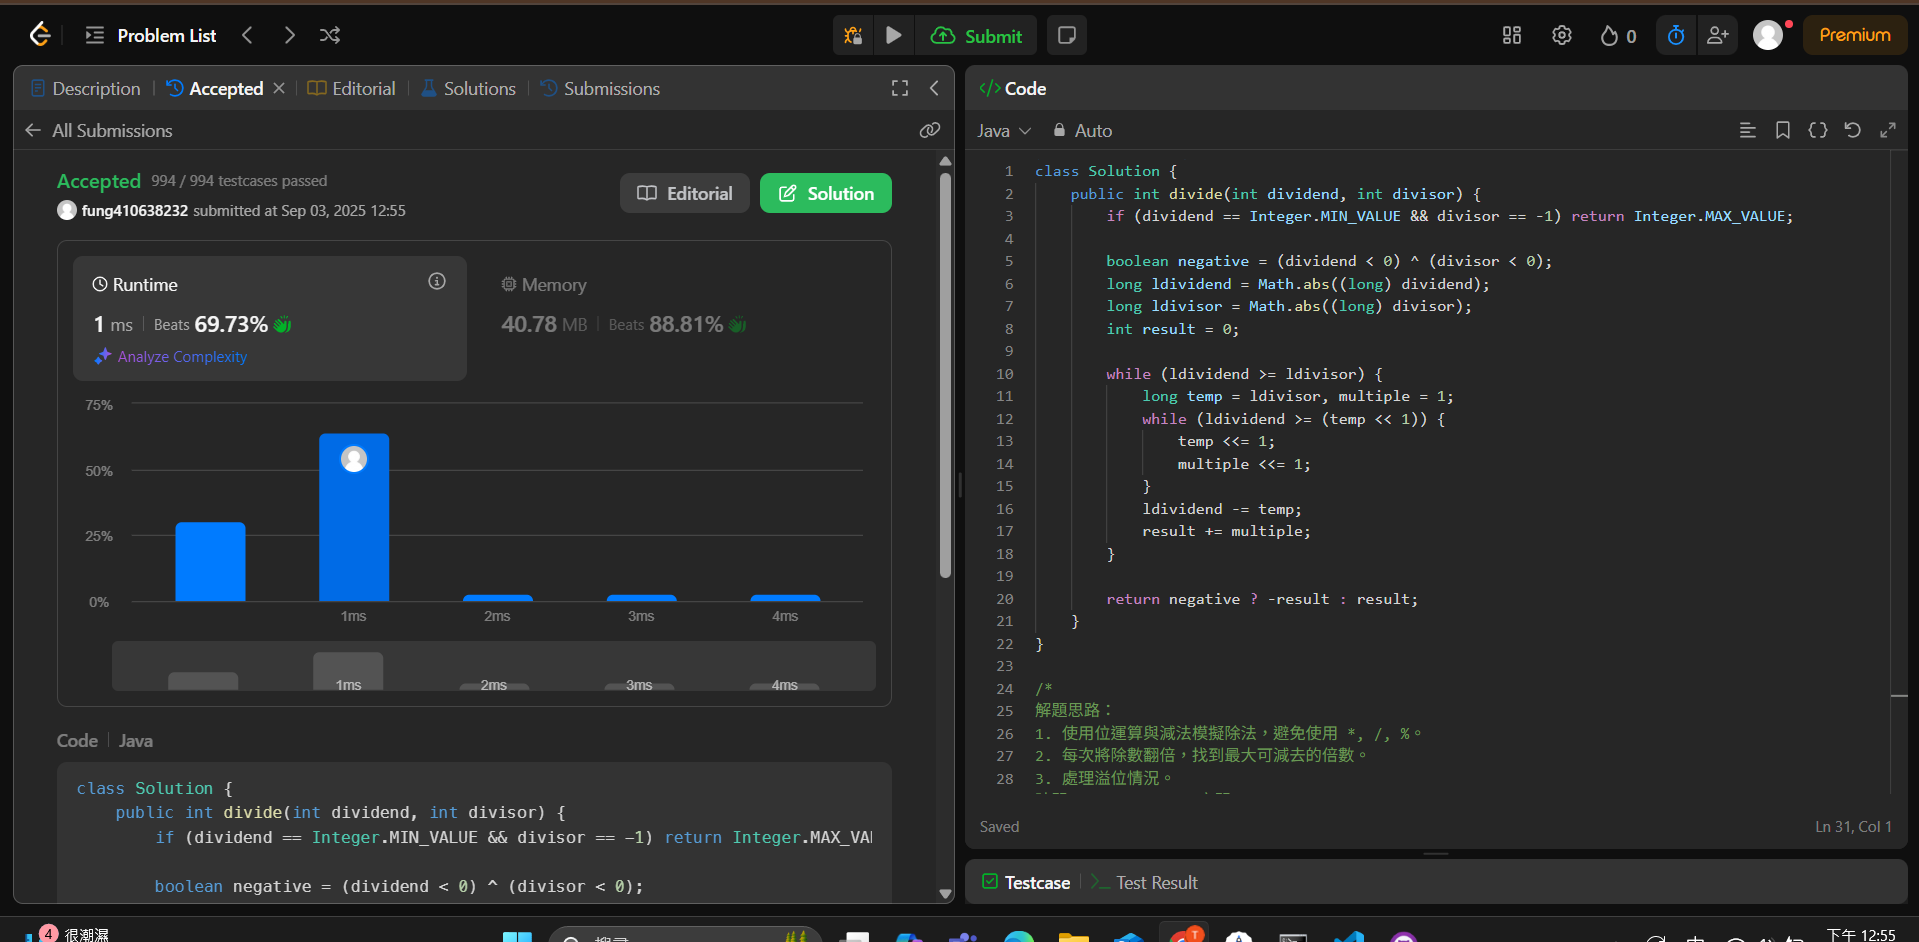 Problem List
Submit
0
Premium
Description
Accepted
Editorial
Solutions
Submissions
All Submissions
Accepted 994 / 994 testcases passed
fung410638232 submitted at Sep 03, 2025 12:55
Editorial
Solution
Runtime
1 ms Beats 69.73%
Analyze Complexity
Memory
40.78 MB Beats 88.81%
75%
50%
25%
0%
1ms 2ms 3ms 4ms
1ms 2ms 3ms 4ms
Code Java
class Solution {
    public int divide(int dividend, int divisor) {
        if (dividend == Integer.MIN_VALUE && divisor == -1) return Integer.MAX_VA
        boolean negative = (dividend < 0) ^ (divisor < 0);
</> Code
Java
Auto
1 class Solution {
2     public int divide(int dividend, int divisor) {
3         if (dividend == Integer.MIN_VALUE && divisor == -1) return Integer.MAX_VALUE;
4
5         boolean negative = (dividend < 0) ^ (divisor < 0);
6         long ldividend = Math.abs((long) dividend);
7         long ldivisor = Math.abs((long) divisor);
8         int result = 0;
9
10         while (ldividend >= ldivisor) {
11             long temp = ldivisor, multiple = 1;
12             while (ldividend >= (temp << 1)) {
13                 temp <<= 1;
14                 multiple <<= 1;
15             }
16             ldividend -= temp;
17             result += multiple;
18         }
19
20         return negative ? -result : result;
21     }
22 }
23
24 /*
25 解題思路：
26 1. 使用位運算與減法模擬除法，避免使用 *, /, %。
27 2. 每次將除數翻倍，找到最大可減去的倍數。
28 3. 處理溢位情況。
Saved
Ln 31, Col 1
Testcase
Test Result
4
很潮濕
T
下午 12:55